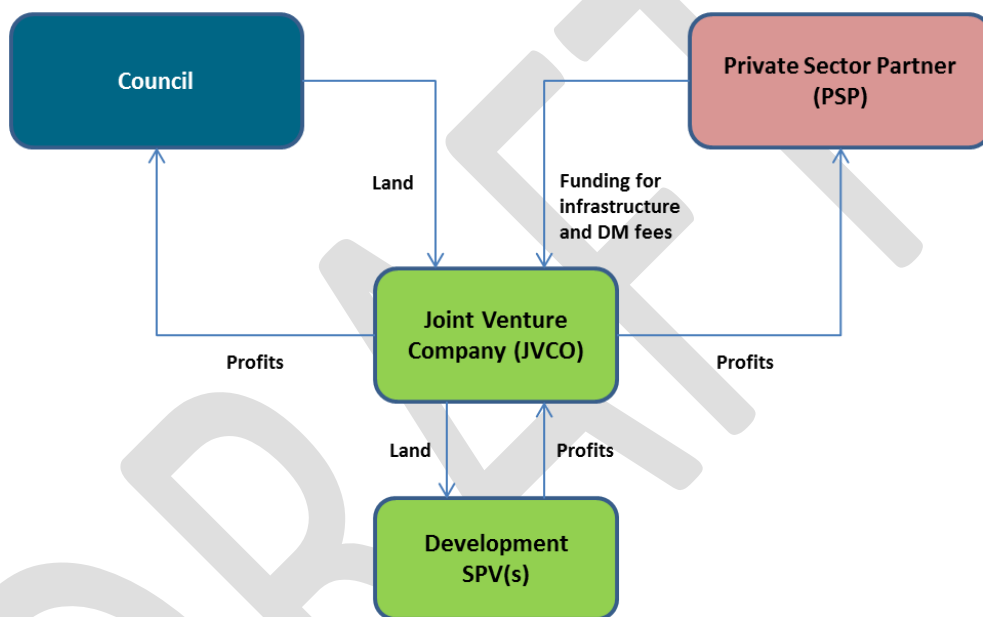 Council
Private Sector Partner
(PSP)
Land
Funding for
infrastructure
and DM fees
Joint Venture
Company (JVCO)
Profits
Profits
Land
Profits
Development
SPV(s)
DRAFT